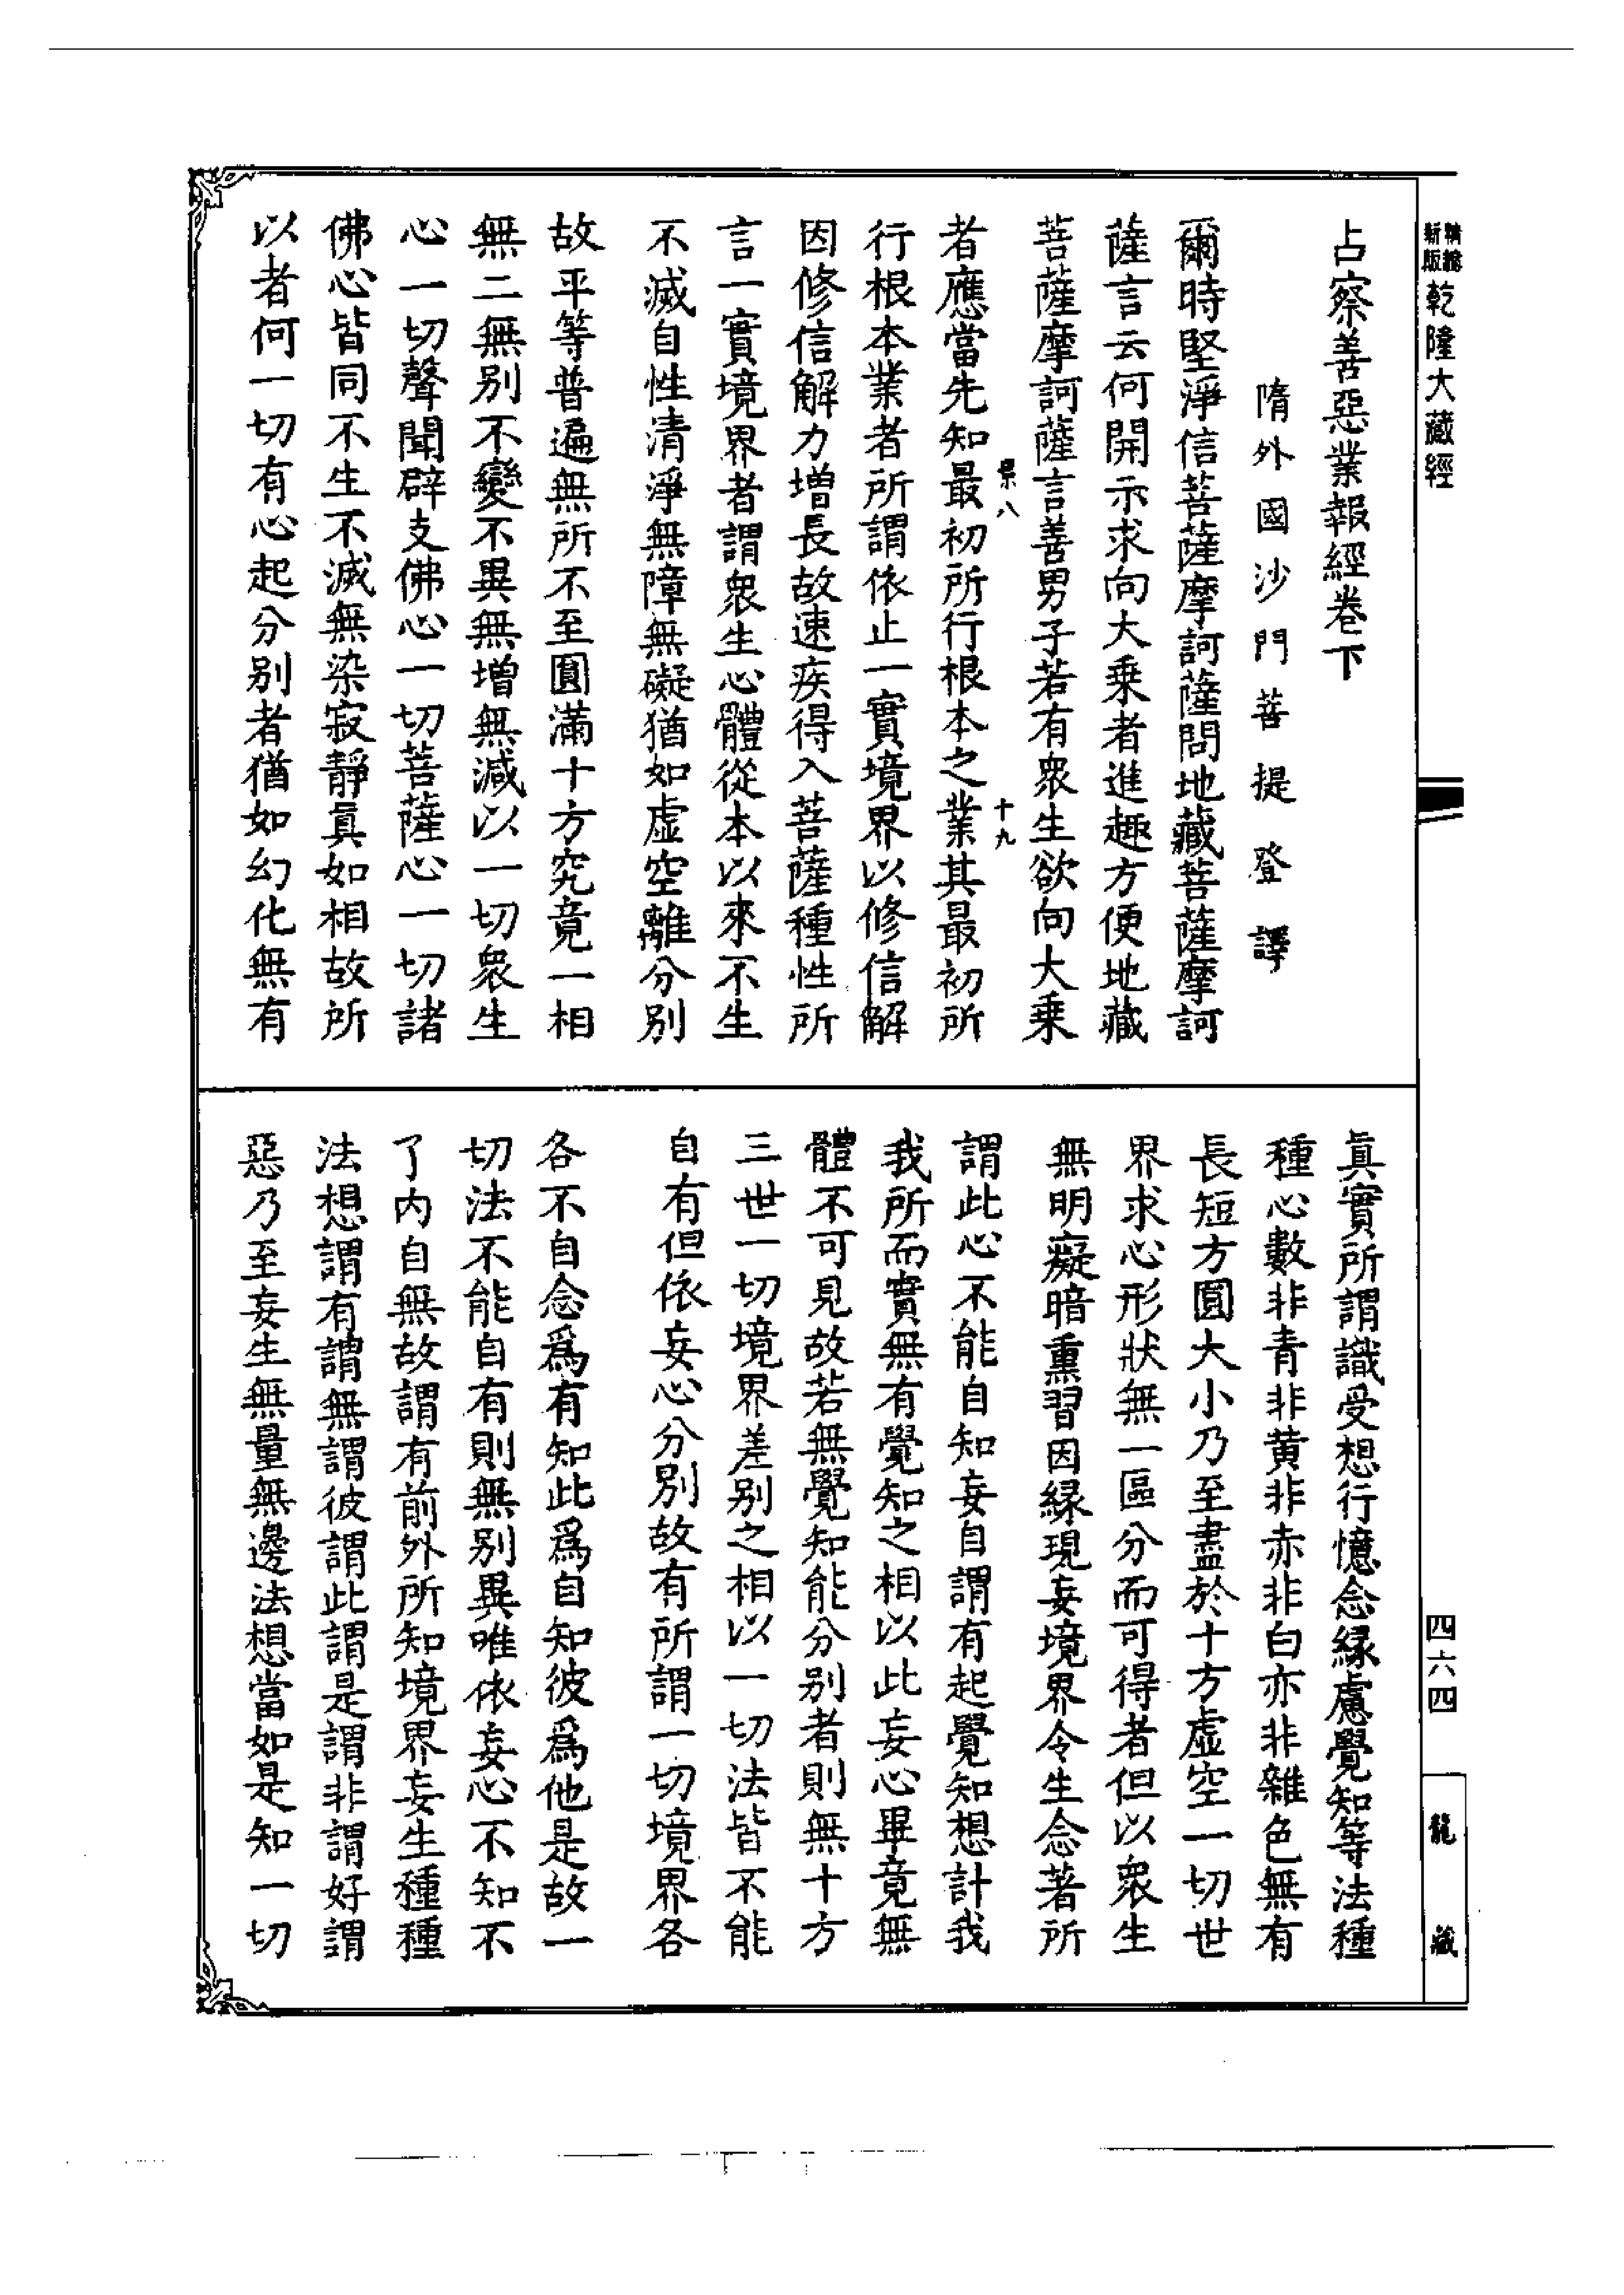 精縮
新版
乾隆大藏經
四六四
龍藏
占察善惡業報經卷下
隋外國沙門菩提登譯
爾時堅淨信菩薩摩訶薩問地藏菩薩摩訶
薩言云何開示求向大乗者進趣方便地藏
菩薩摩訶薩言善男子若有衆生欲向大乗
景八
十九
者應當先知最初所行根本之業其最初所
行根本業者所謂依止一實境界以修信解
因修信解力增長故速疾得入菩薩種性所
言一實境界者謂衆生心體從本以來不生
不滅自性清淨無障無礙猶如虛空離分別
故平等普遍無所不至圓滿十方究竟一相
無二無別不變不異無增無減以一切衆生
心一切聲聞辟支佛心一切菩薩心一切諸
佛心皆同不生不滅無染寂靜真如相故所
以者何一切有心起分別者猶如幻化無有
眞實所謂識受想行憶念緣慮覺知等法種
種心數非青非黃非赤非白亦非雜色無有
長短方圓大小乃至盡於十方虛空一切世
界求心形狀無一區分而可得者但以衆生
無明癡暗熏習因緣現妄境界令生念著所
謂此心不能自知妄自謂有起覺知想計我
我所而實無有覺知之相以此妄心畢竟無
體不可見故若無覺知能分別者則無十方
三世一切境界差別之相以一切法皆不能
自有但依妄心分別故有所謂一切境界各
各不自念爲有知此爲自知彼爲他是故一
切法不能自有則無別異唯依妄心不知不
了內自無故謂有前外所知境界妄生種種
法想謂有謂無謂彼謂此謂是謂非謂好謂
惡乃至妄生無量無邊法想當如是知一切